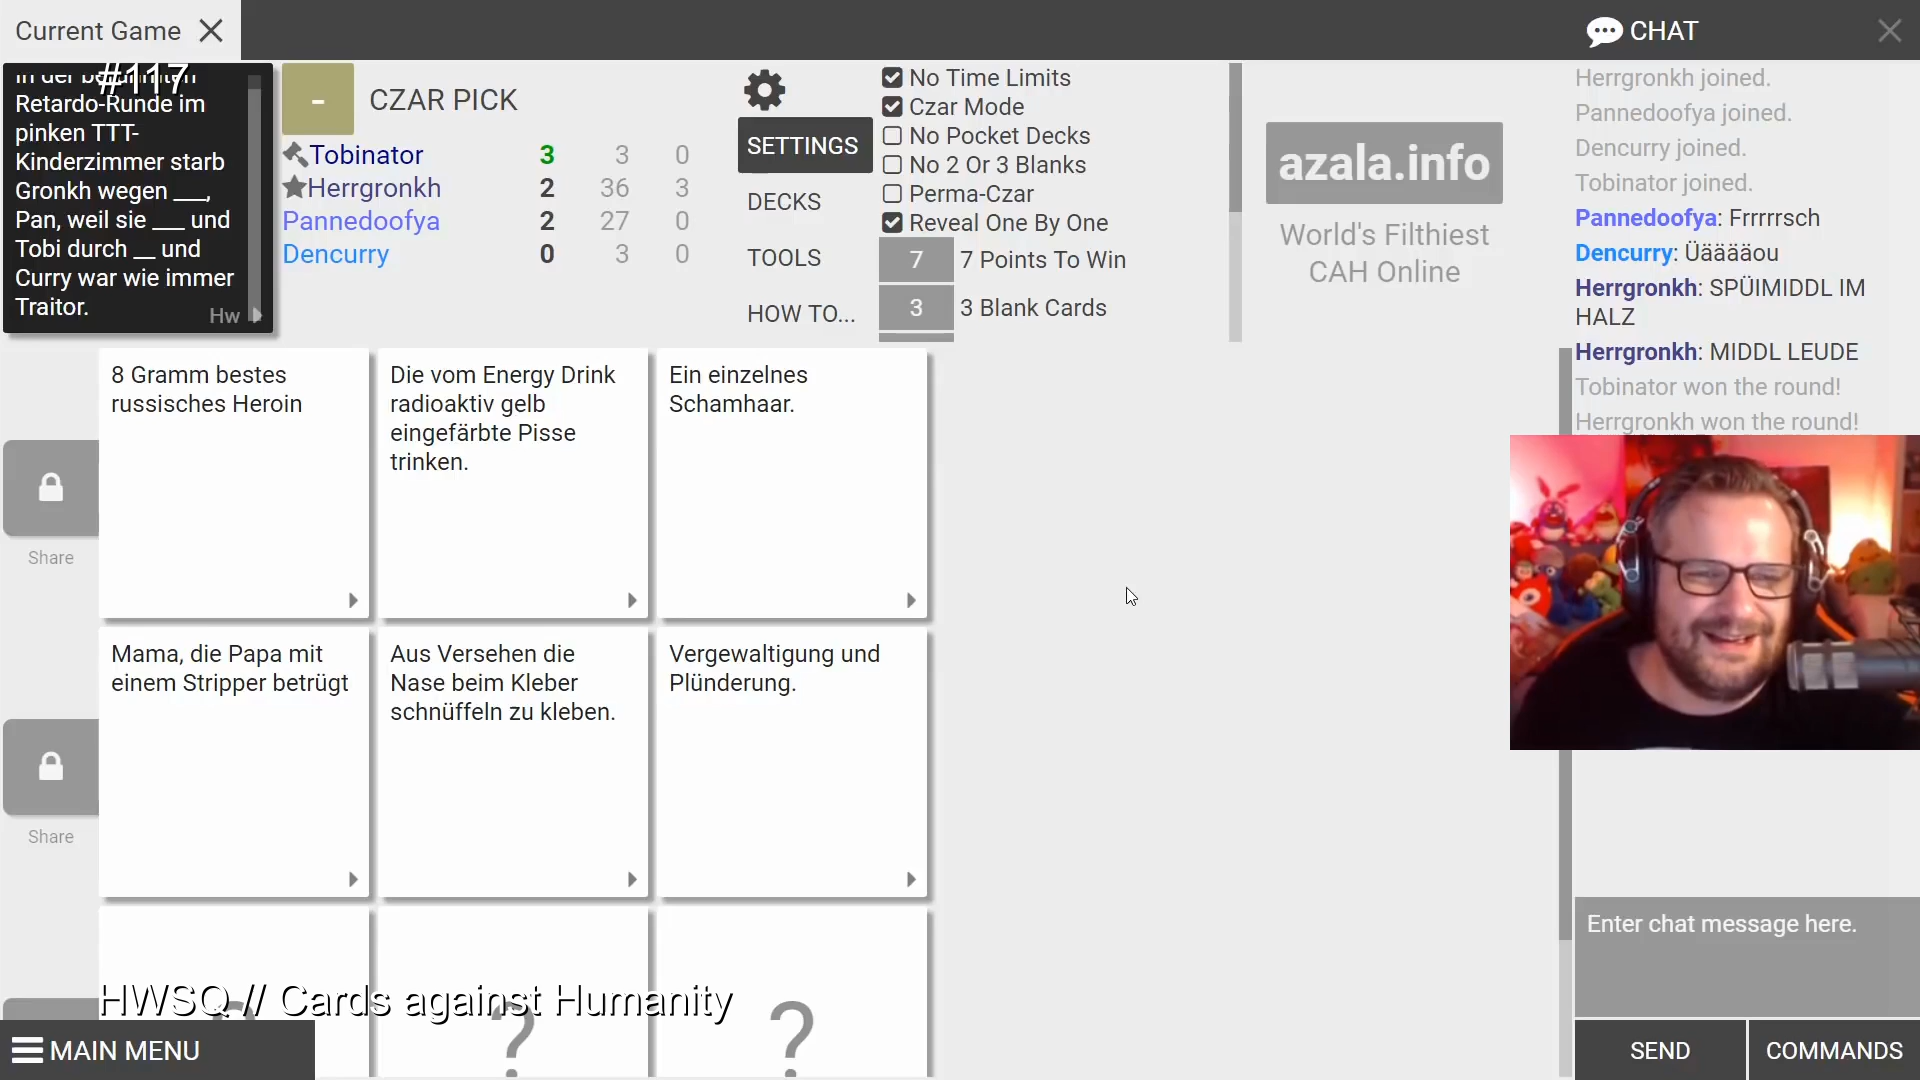 Current Game
CHAT
#117
In der berühmten
Retardo-Runde im
pinken TTT-
Kinderzimmer starb
Gronkh wegen ___,
Pan, weil sie ___ und
Tobi durch __ und
Curry war wie immer
Traitor.
Hw
-
CZAR PICK
Tobinator 3 3 0
Herrgronkh 2 36 3
Pannedoofya 2 27 0
Dencurry 0 3 0
SETTINGS
DECKS
TOOLS
HOW TO...
No Time Limits
Czar Mode
No Pocket Decks
No 2 Or 3 Blanks
Perma-Czar
Reveal One By One
7 7 Points To Win
3 3 Blank Cards
azala.info
World's Filthiest
CAH Online
Herrgronkh joined.
Pannedoofya joined.
Dencurry joined.
Tobinator joined.
Pannedoofya: Frrrrrsch
Dencurry: Üääääou
Herrgronkh: SPÜIMIDDL IM
HALZ
Herrgronkh: MIDDL LEUDE
Tobinator won the round!
Herrgronkh won the round!
8 Gramm bestes
russisches Heroin
Die vom Energy Drink
radioaktiv gelb
eingefärbte Pisse
trinken.
Ein einzelnes
Schamhaar.
Share
Mama, die Papa mit
einem Stripper betrügt
Aus Versehen die
Nase beim Kleber
schnüffeln zu kleben.
Vergewaltigung und
Plünderung.
Share
? ? ?
HWSQ // Cards against Humanity
MAIN MENU
Enter chat message here.
SEND
COMMANDS